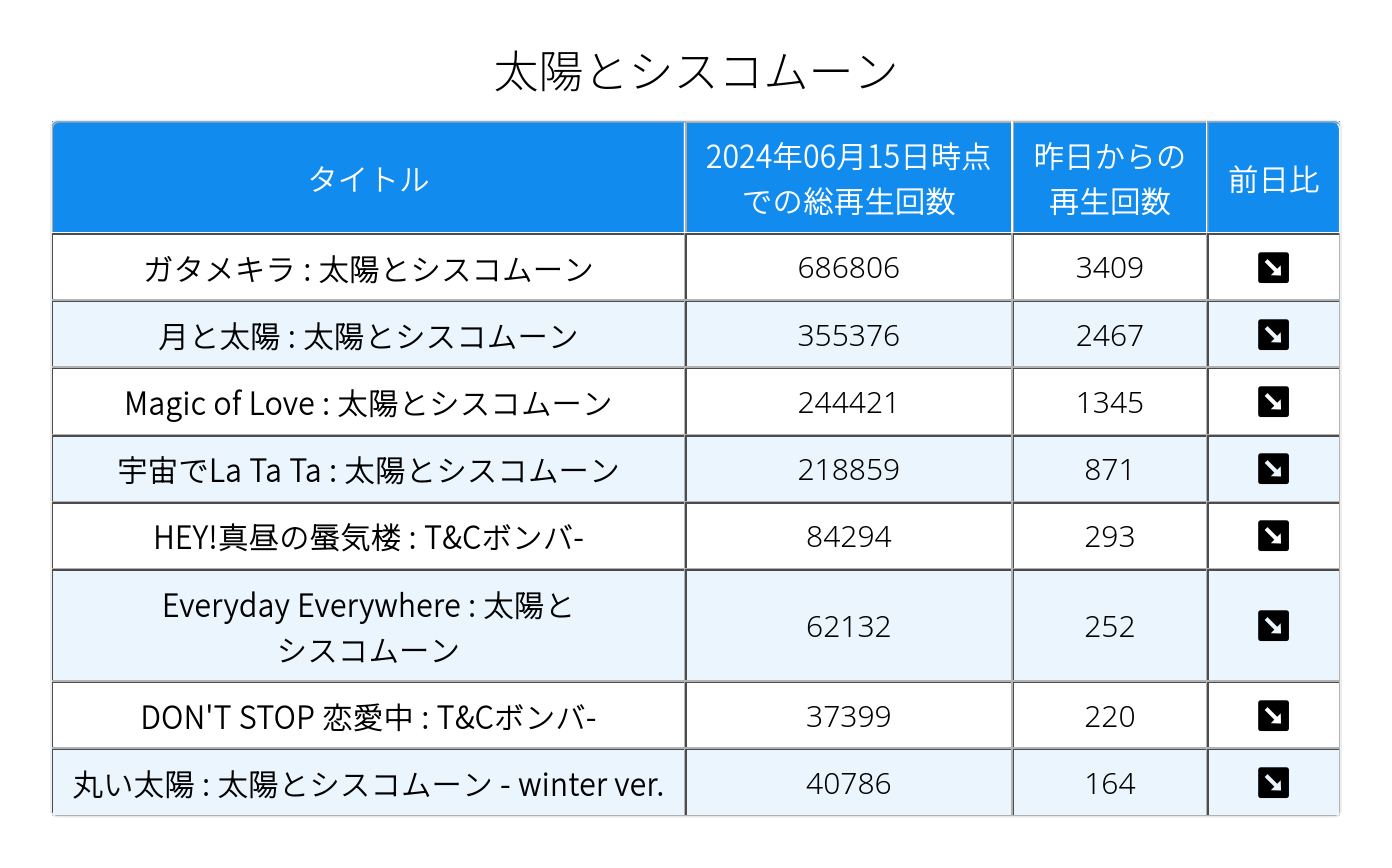 太陽とシスコムーン
タイトル
2024年06月15日時点
での総再生回数
昨日からの
再生回数
前日比
ガタメキラ : 太陽とシスコムーン
686806
3409
月と太陽 : 太陽とシスコムーン
355376
2467
Magic of Love : 太陽とシスコムーン
244421
1345
宇宙でLa Ta Ta : 太陽とシスコムーン
218859
871
HEY!真昼の蜃気楼 : T&Cボンバ-
84294
293
Everyday Everywhere : 太陽と
シスコムーン
62132
252
DON'T STOP 恋愛中 : T&Cボンバ-
37399
220
丸い太陽 : 太陽とシスコムーン - winter ver.
40786
164